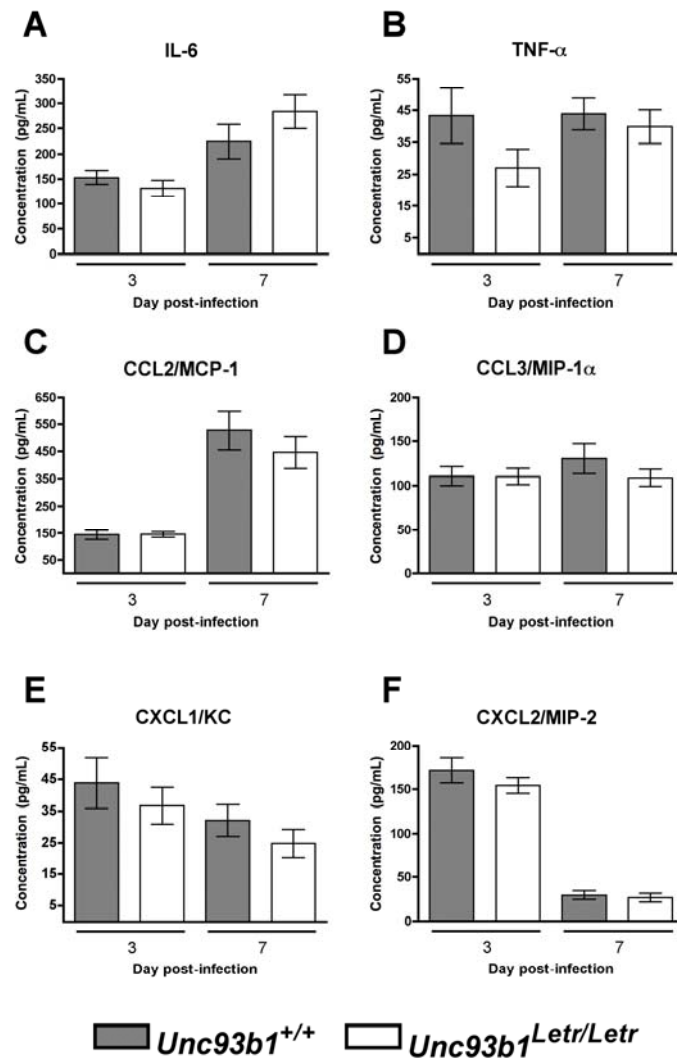 A
IL-6
Concentration (pg/mL)
350
300
250
200
150
100
50
0
3
7
Day post-infection
B
TNF-α
Concentration (pg/mL)
55
45
35
25
15
5
3
7
Day post-infection
C
CCL2/MCP-1
Concentration (pg/mL)
650
550
450
350
250
150
50
3
7
Day post-infection
D
CCL3/MIP-1α
Concentration (pg/mL)
200
150
100
50
0
3
7
Day post-infection
E
CXCL1/KC
Concentration (pg/mL)
55
45
35
25
15
5
3
7
Day post-infection
F
CXCL2/MIP-2
Concentration (pg/mL)
200
150
100
50
0
3
7
Day post-infection
Unc93b1+/+ Unc93b1Letr/Letr